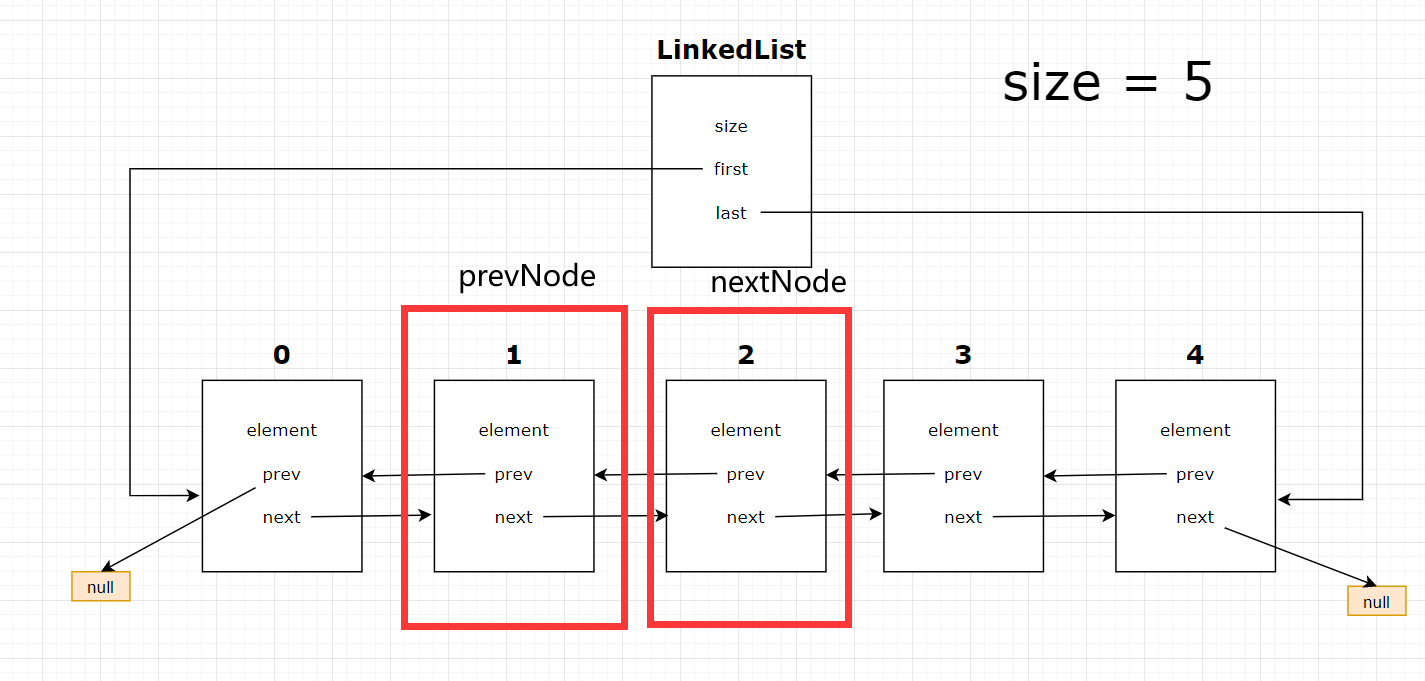 LinkedList
size = 5
size
first
last
prevNode
nextNode
0
1
2
3
4
element
prev
next
element
prev
next
element
prev
next
element
prev
next
element
prev
next
null
null